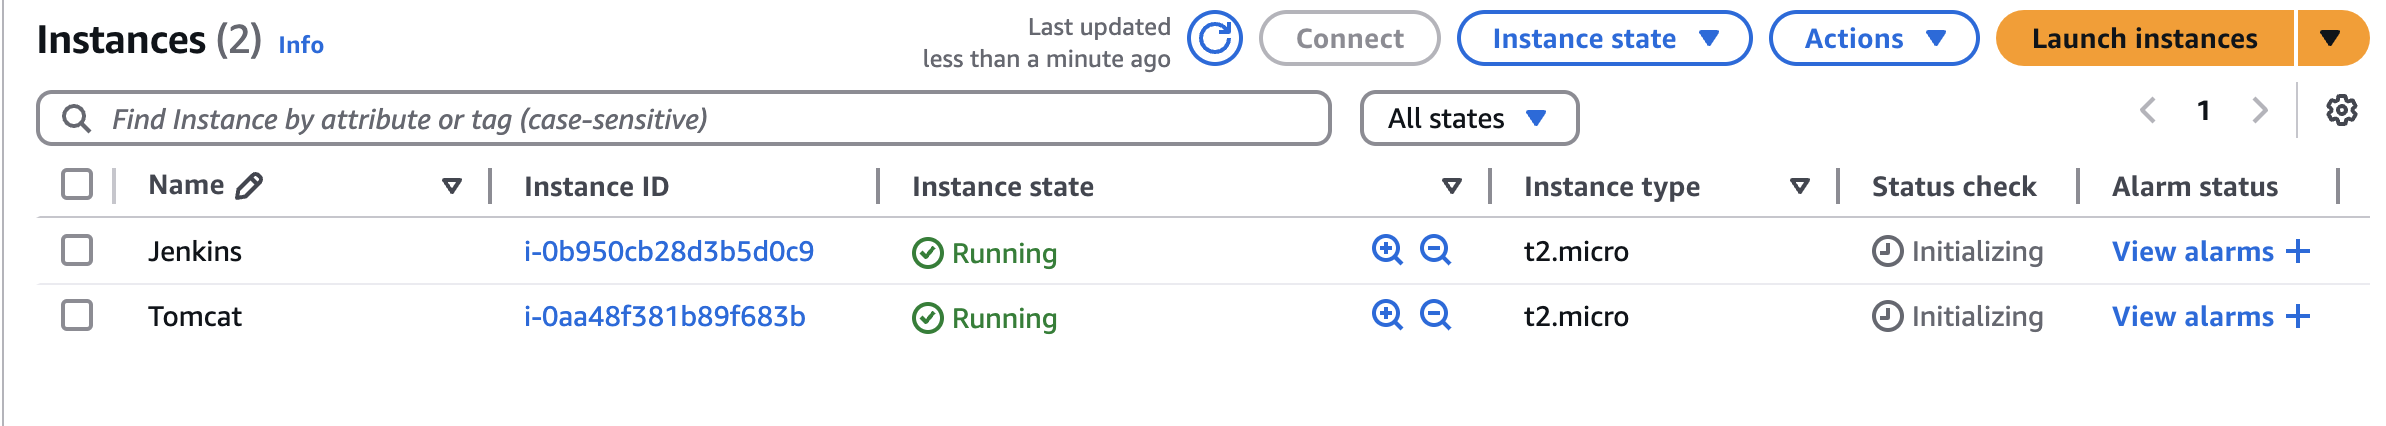 Instances (2) Info
Last updated
less than a minute ago
Connect
Instance state
Actions
Launch instances
Find Instance by attribute or tag (case-sensitive)
All states
1
Name Instance ID Instance state Instance type Status check Alarm status
Jenkins i-0b950cb28d3b5d0c9 Running t2.micro Initializing View alarms +
Tomcat i-0aa48f381b89f683b Running t2.micro Initializing View alarms +